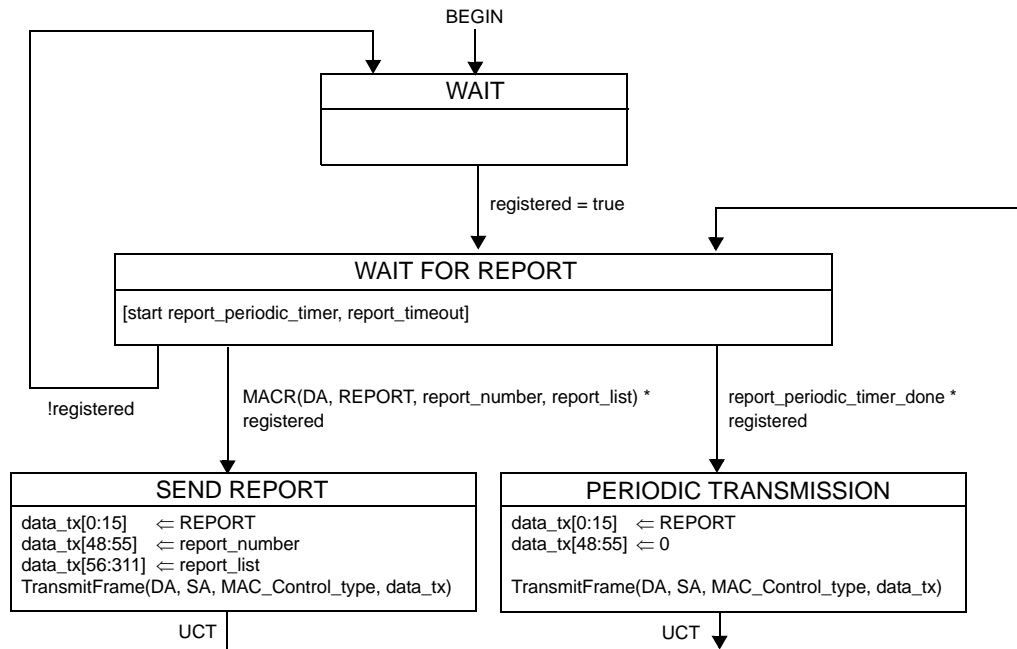 BEGIN
WAIT
registered = true
WAIT FOR REPORT
[start report_periodic_timer, report_timeout]
!registered
MACR(DA, REPORT, report_number, report_list) *
registered
report_periodic_timer_done *
registered
SEND REPORT
data_tx[0:15] ⇐ REPORT
data_tx[48:55] ⇐ report_number
data_tx[56:311] ⇐ report_list
TransmitFrame(DA, SA, MAC_Control_type, data_tx)
UCT
PERIODIC TRANSMISSION
data_tx[0:15] ⇐ REPORT
data_tx[48:55] ⇐ 0
TransmitFrame(DA, SA, MAC_Control_type, data_tx)
UCT